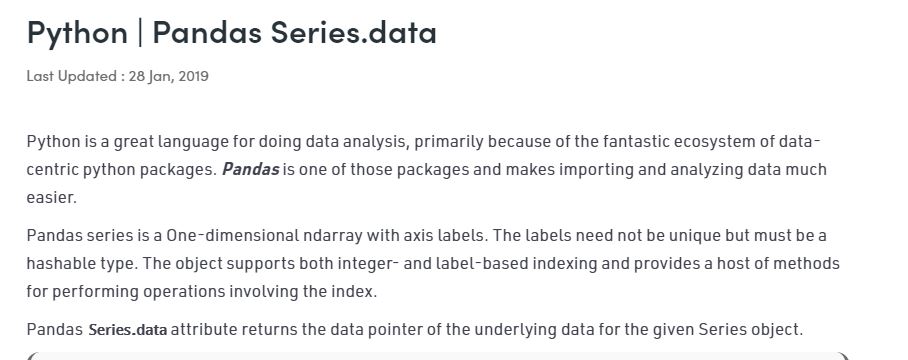 Python | Pandas Series.data
Last Updated : 28 Jan, 2019
Python is a great language for doing data analysis, primarily because of the fantastic ecosystem of data-
centric python packages. Pandas is one of those packages and makes importing and analyzing data much
easier.
Pandas series is a One-dimensional ndarray with axis labels. The labels need not be unique but must be a
hashable type. The object supports both integer- and label-based indexing and provides a host of methods
for performing operations involving the index.
Pandas Series.data attribute returns the data pointer of the underlying data for the given Series object.